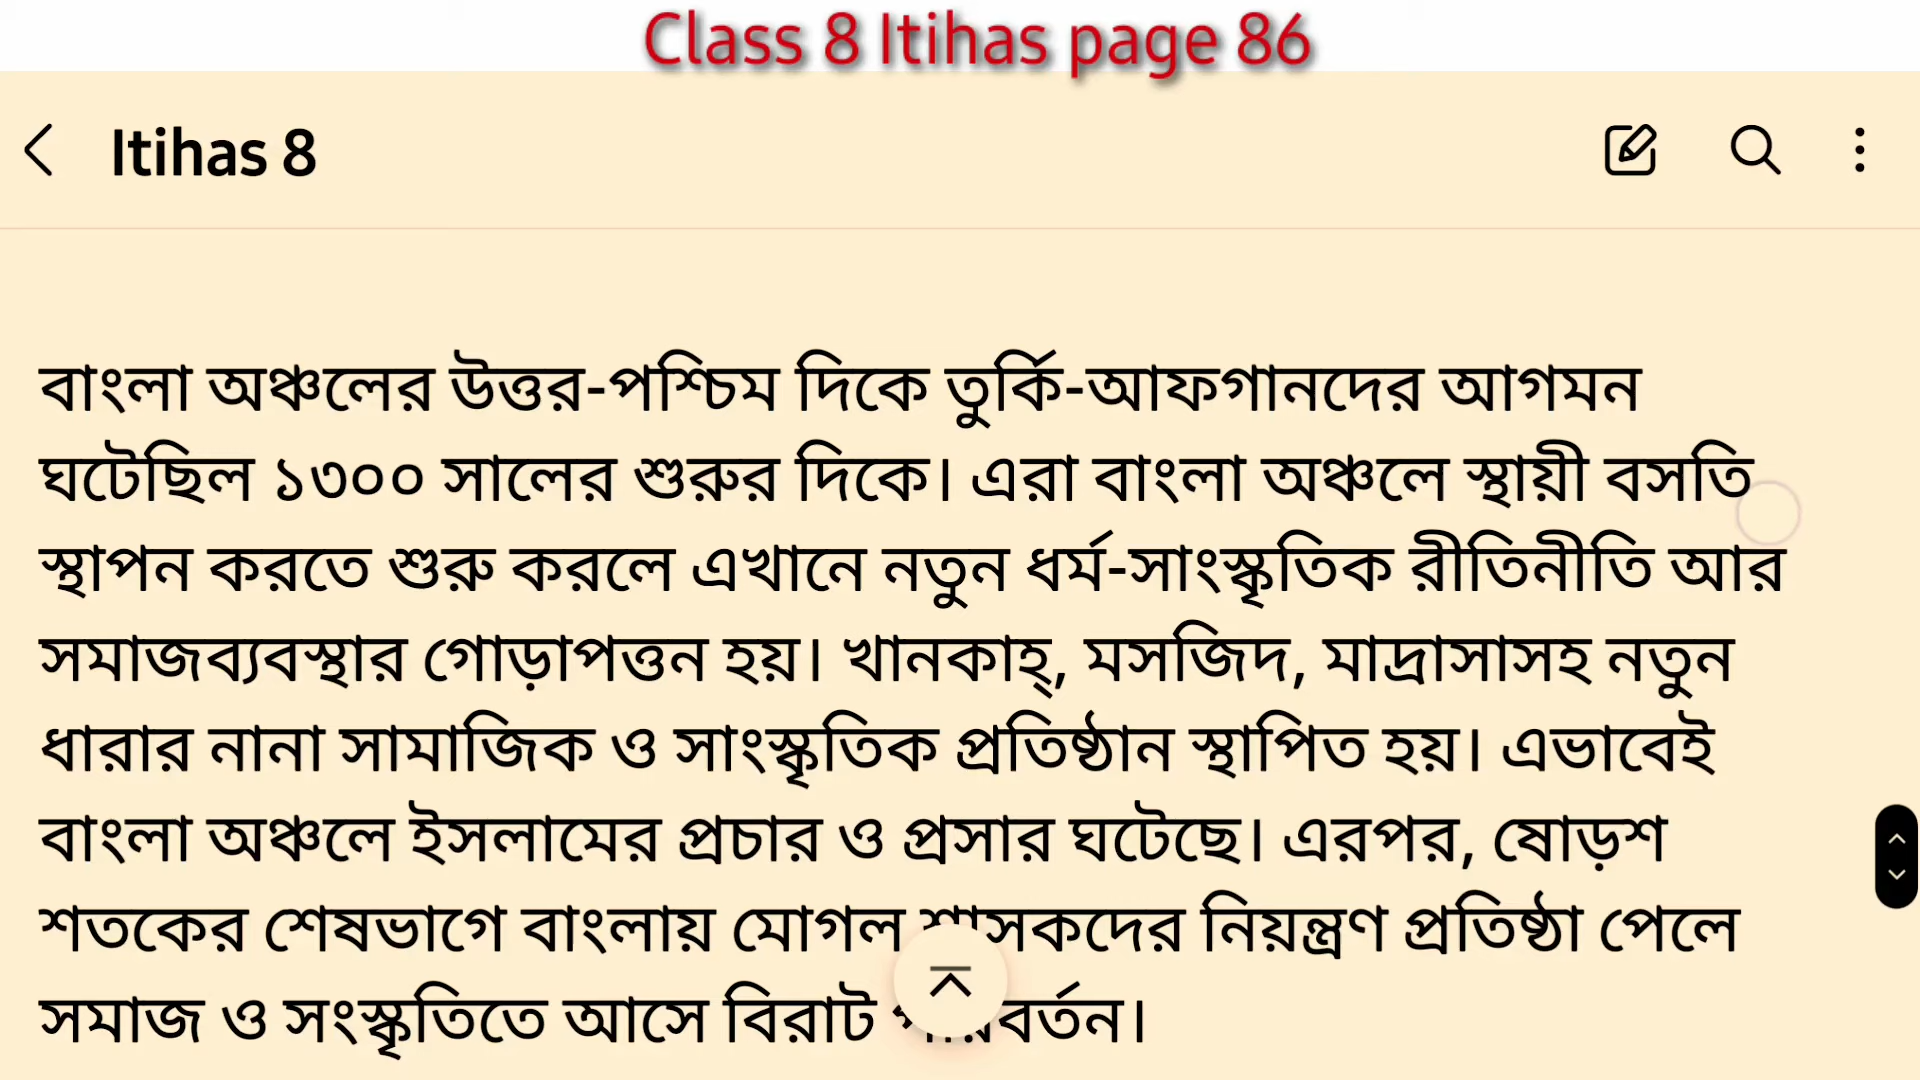 Class 8 Itihas page 86
Itihas 8
বাংলা অঞ্চলের উত্তর-পশ্চিম দিকে তুর্কি-আফগানদের আগমন
ঘটেছিল ১৩০০ সালের শুরুর দিকে। এরা বাংলা অঞ্চলে স্থায়ী বসতি
স্থাপন করতে শুরু করলে এখানে নতুন ধর্ম-সাংস্কৃতিক রীতিনীতি আর
সমাজব্যবস্থার গোড়াপত্তন হয়। খানকাহ্, মসজিদ, মাদ্রাসাসহ নতুন
ধারার নানা সামাজিক ও সাংস্কৃতিক প্রতিষ্ঠান স্থাপিত হয়। এভাবেই
বাংলা অঞ্চলে ইসলামের প্রচার ও প্রসার ঘটেছে। এরপর, ষোড়শ
শতকের শেষভাগে বাংলায় মোগল শাসকদের নিয়ন্ত্রণ প্রতিষ্ঠা পেলে
সমাজ ও সংস্কৃতিতে আসে বিরাট পরিবর্তন।